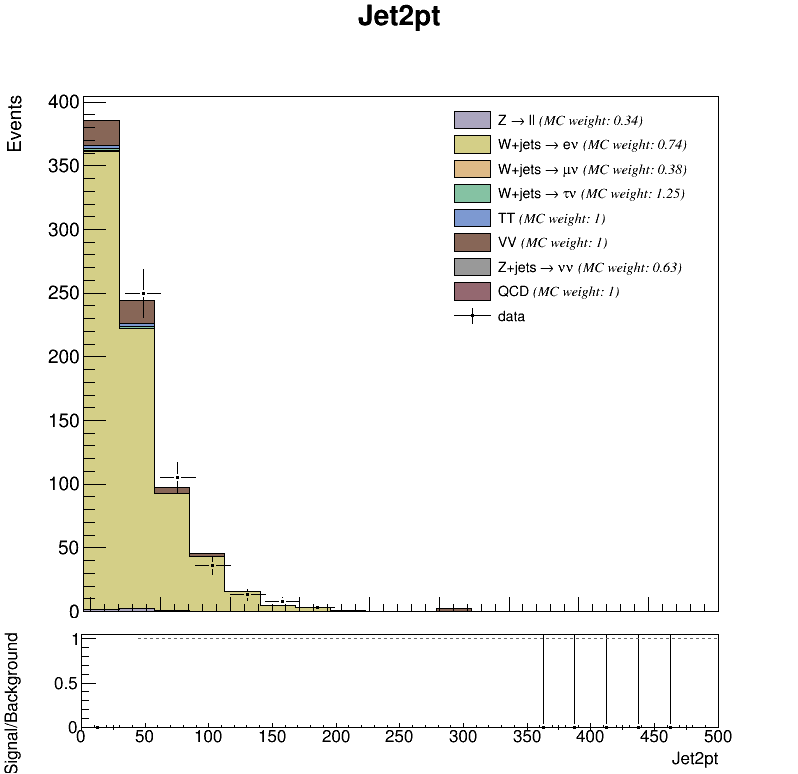 Jet2pt
Events
400
350
300
250
200
150
100
50
0
Z → ll (MC weight: 0.34)
W+jets → eν (MC weight: 0.74)
W+jets → μν (MC weight: 0.38)
W+jets → τν (MC weight: 1.25)
TT (MC weight: 1)
VV (MC weight: 1)
Z+jets → νν (MC weight: 0.63)
QCD (MC weight: 1)
data
Signal/Background
1
0.5
0
0 50 100 150 200 250 300 350 400 450 500
Jet2pt